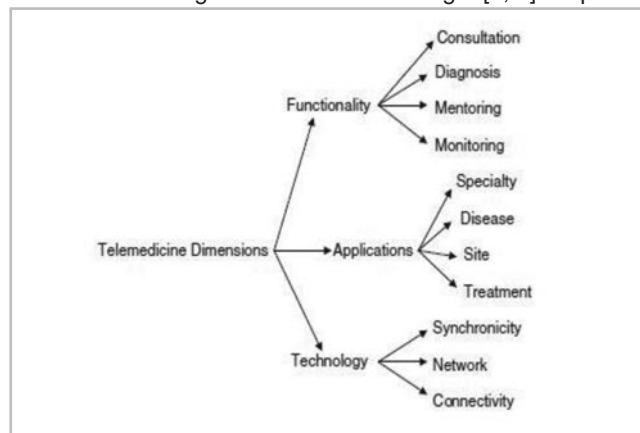 Consultation
Diagnosis
Functionality
Mentoring
Monitoring
Specialty
Disease
Telemedicine Dimensions
Applications
Site
Treatment
Synchronicity
Technology
Network
Connectivity